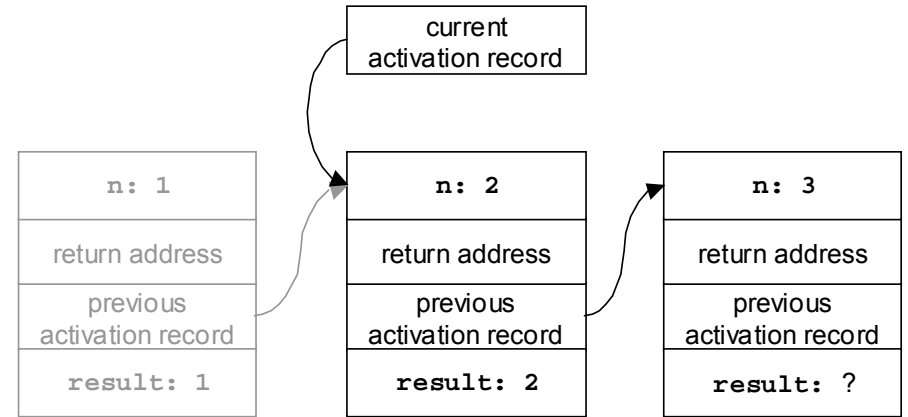 current
activation record
n: 1
return address
previous
activation record
result: 1
n: 2
return address
previous
activation record
result: 2
n: 3
return address
previous
activation record
result: ?